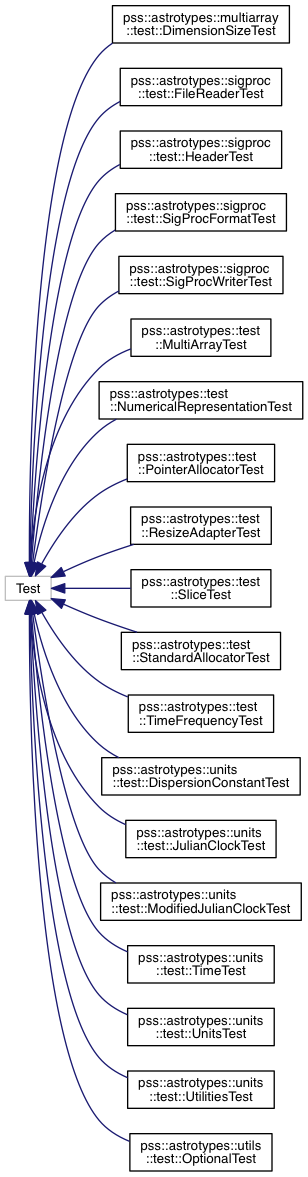 pss::astrotypes::multiarray
::test::DimensionSizeTest
pss::astrotypes::sigproc
::test::FileReaderTest
pss::astrotypes::sigproc
::test::HeaderTest
pss::astrotypes::sigproc
::test::SigProcFormatTest
pss::astrotypes::sigproc
::test::SigProcWriterTest
pss::astrotypes::test
::MultiArrayTest
pss::astrotypes::test
::NumericalRepresentationTest
pss::astrotypes::test
::PointerAllocatorTest
pss::astrotypes::test
::ResizeAdapterTest
Test
pss::astrotypes::test
::SliceTest
pss::astrotypes::test
::StandardAllocatorTest
pss::astrotypes::test
::TimeFrequencyTest
pss::astrotypes::units
::test::DispersionConstantTest
pss::astrotypes::units
::test::JulianClockTest
pss::astrotypes::units
::test::ModifiedJulianClockTest
pss::astrotypes::units
::test::TimeTest
pss::astrotypes::units
::test::UnitsTest
pss::astrotypes::units
::test::UtilitiesTest
pss::astrotypes::utils
::test::OptionalTest